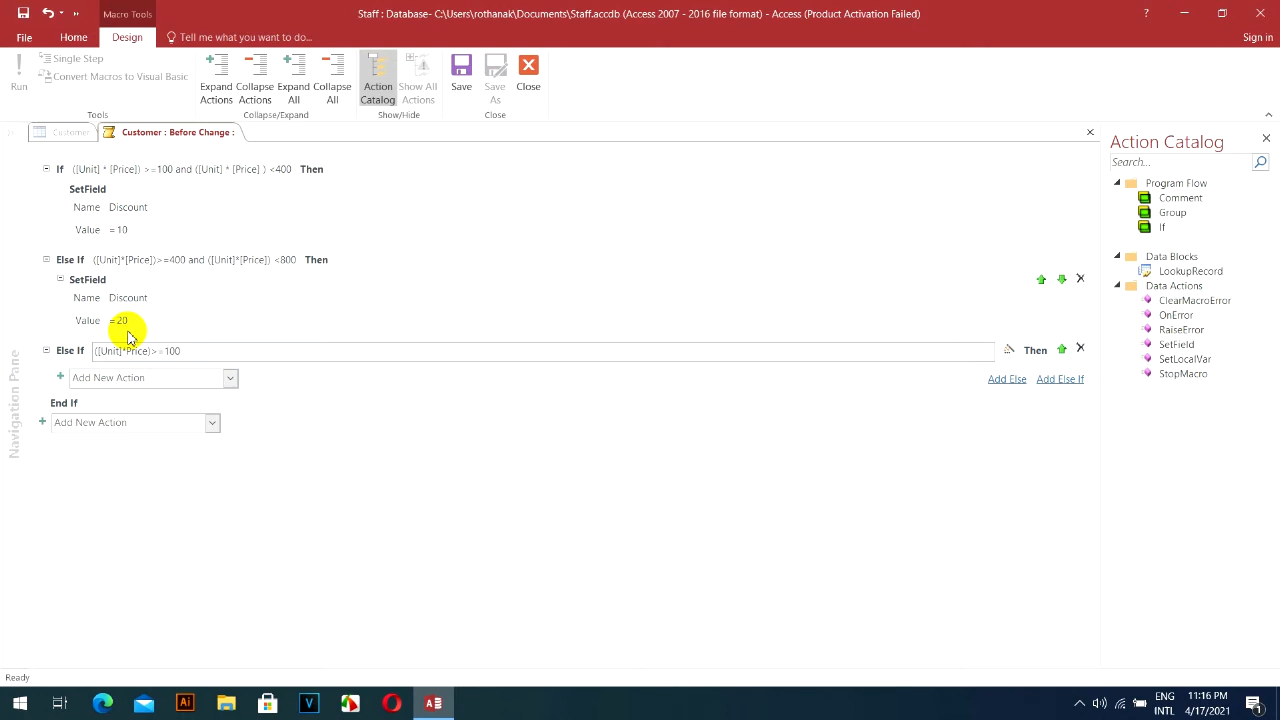 Macro Tools
Staff : Database- C:\Users\rothanak\Documents\Staff.accdb (Access 2007 - 2016 file format) - Access (Product Activation Failed)
?
File
Home
Design
Tell me what you want to do...
Sign in
Run
Single Step
Convert Macros to Visual Basic
Expand Actions
Collapse Actions
Expand All
Collapse All
Action Catalog
Show All Actions
Save
Save As
Close
Tools
Collapse/Expand
Show/Hide
Close
Customer
Customer : Before Change :
If ([Unit] * [Price]) >=100 and ([Unit] * [Price] ) <400 Then
SetField
Name Discount
Value = 10
Else If ([Unit]*[Price])>=400 and ([Unit]*[Price]) <800 Then
SetField
Name Discount
Value = 20
Else If ([Unit]*Price)>=100 Then
Add New Action
Add Else Add Else If
End If
Add New Action
Navigation Pane
Action Catalog
Search...
Program Flow
Comment
Group
If
Data Blocks
LookupRecord
Data Actions
ClearMacroError
OnError
RaiseError
SetField
SetLocalVar
StopMacro
Ready
Ai
V
ENG
INTL
11:16 PM
4/17/2021